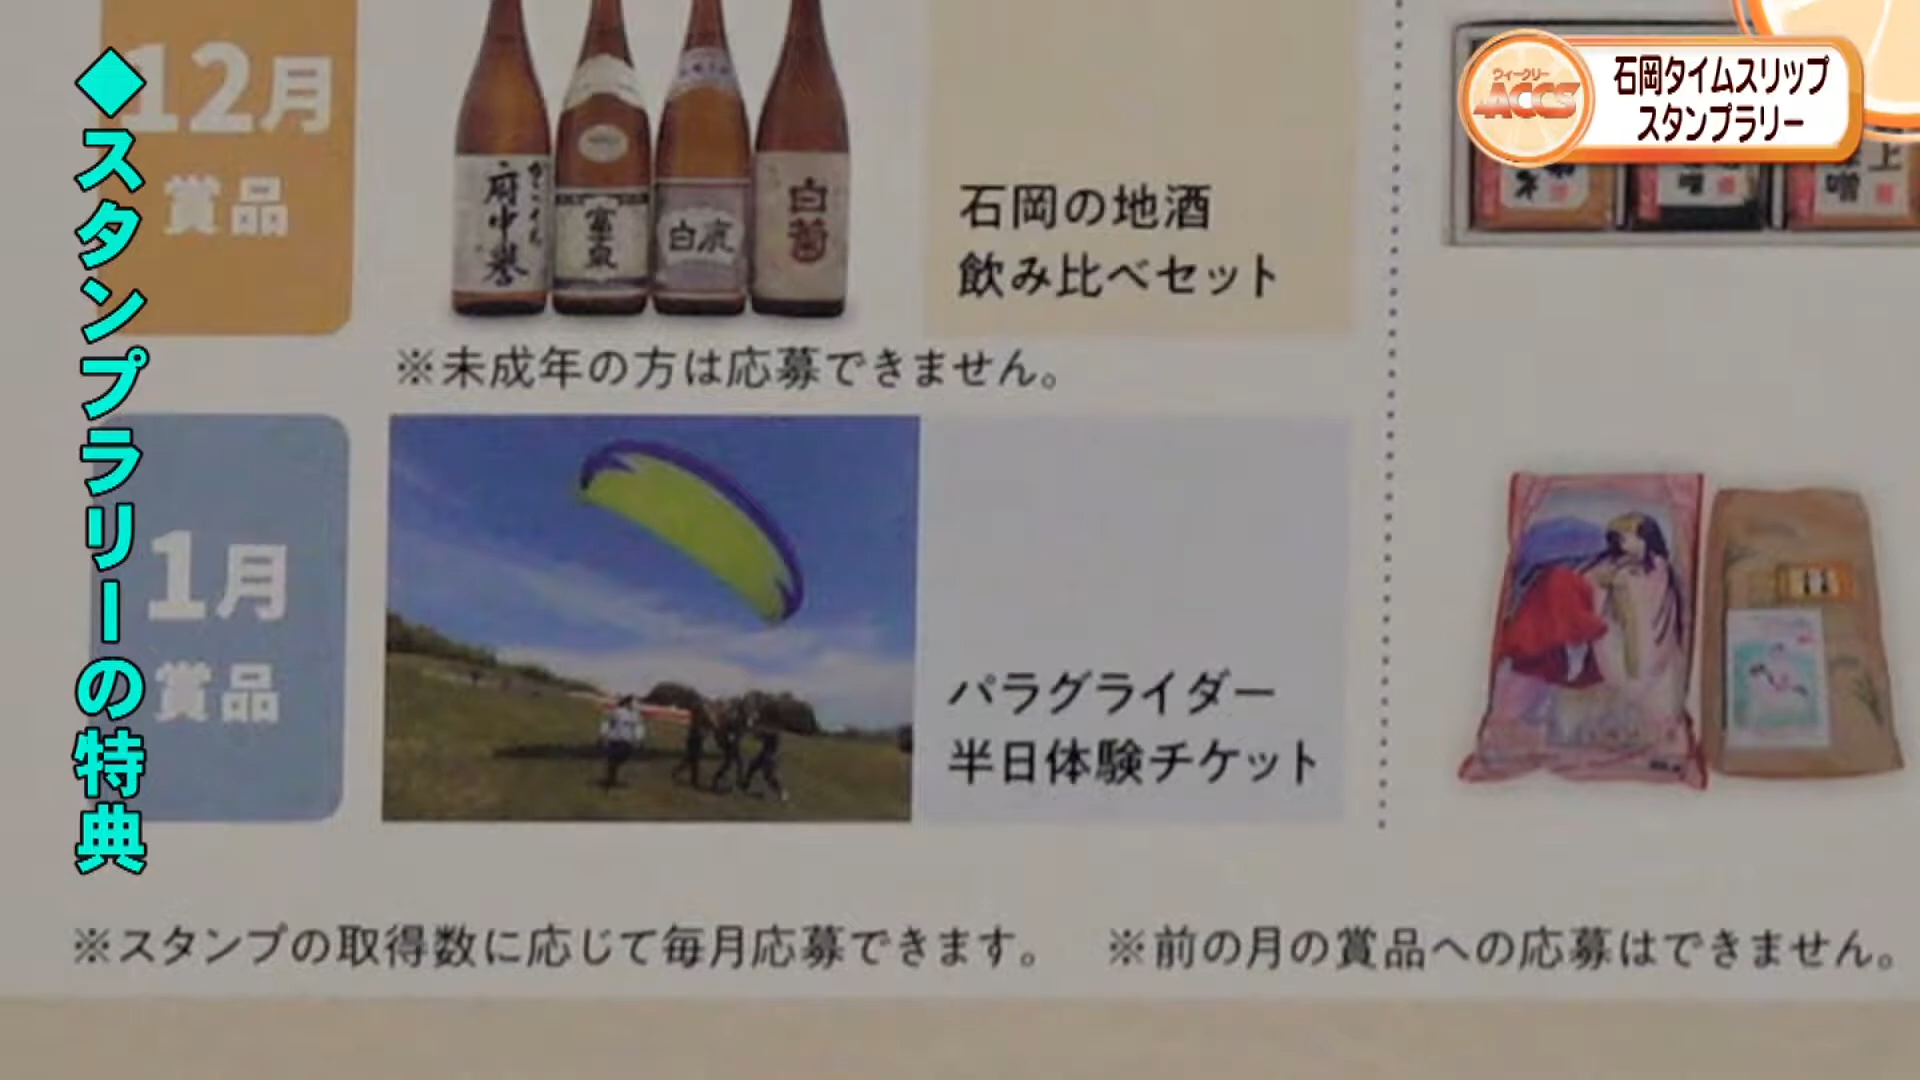 ◆スタンプラリーの特典
ウィークリー
ACCS
石岡タイムスリップ
スタンプラリー
12月
賞品
府中誉
富士泉
白鹿
白菊
石岡の地酒
飲み比べセット
※未成年の方は応募できません。
1月
賞品
パラグライダー
半日体験チケット
※スタンプの取得数に応じて毎月応募できます。
※前の月の賞品への応募はできません。